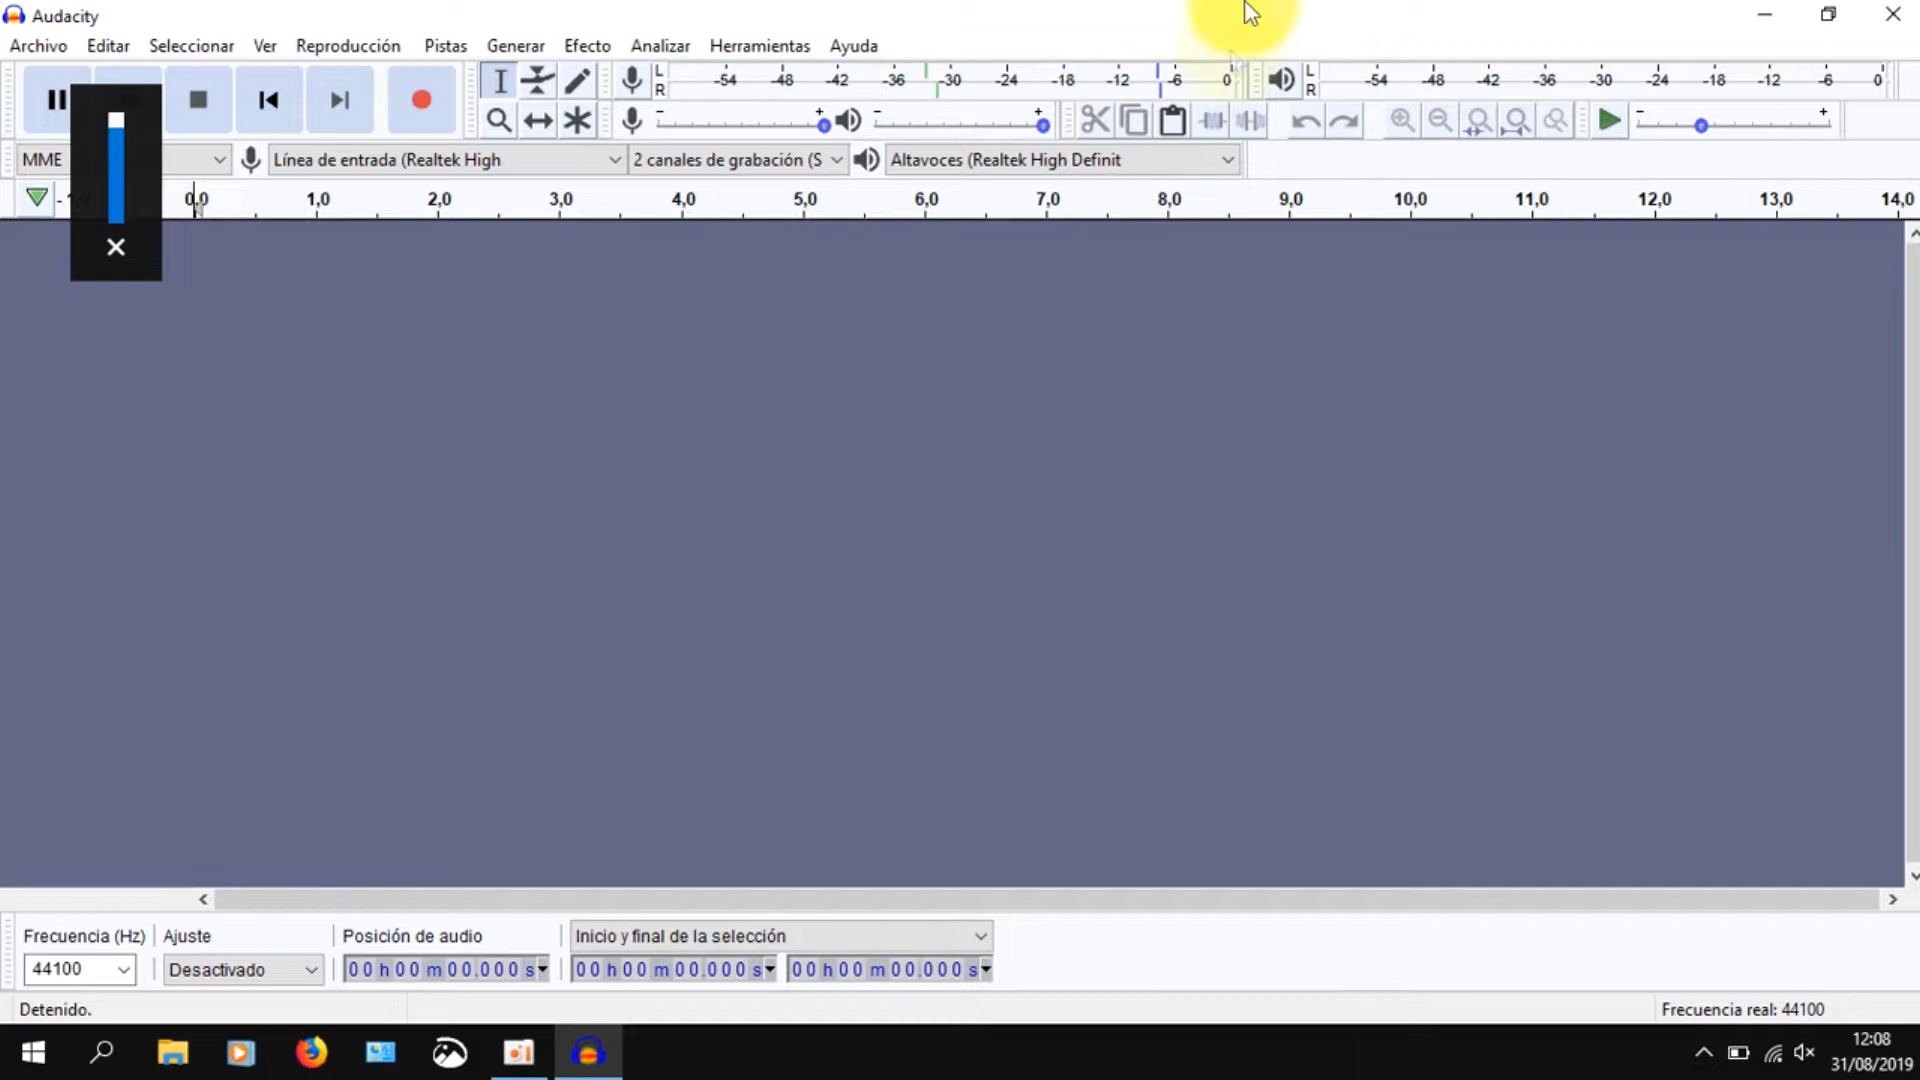 Audacity
Archivo Editar Seleccionar Ver Reproducción Pistas Generar Efecto Analizar Herramientas Ayuda
L -54 -48 -42 -36 -30 -24 -18 -12 -6 0 L -54 -48 -42 -36 -30 -24 -18 -12 -6 0
R R
- + - + - +
MME Línea de entrada (Realtek High 2 canales de grabación (S Altavoces (Realtek High Definit
0,0 1,0 2,0 3,0 4,0 5,0 6,0 7,0 8,0 9,0 10,0 11,0 12,0 13,0 14,0
Frecuencia (Hz) Ajuste Posición de audio Inicio y final de la selección
44100 Desactivado 00 h 00 m 00.000 s 00 h 00 m 00.000 s 00 h 00 m 00.000 s
Detenido. Frecuencia real: 44100
12:08
31/08/2019